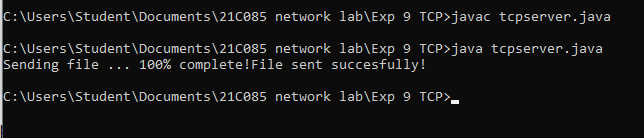 C:\Users\Student\Documents\21C085 network lab\Exp 9 TCP>javac tcpserver.java
C:\Users\Student\Documents\21C085 network lab\Exp 9 TCP>java tcpserver.java
Sending file ... 100% complete!File sent succesfully!
C:\Users\Student\Documents\21C085 network lab\Exp 9 TCP>